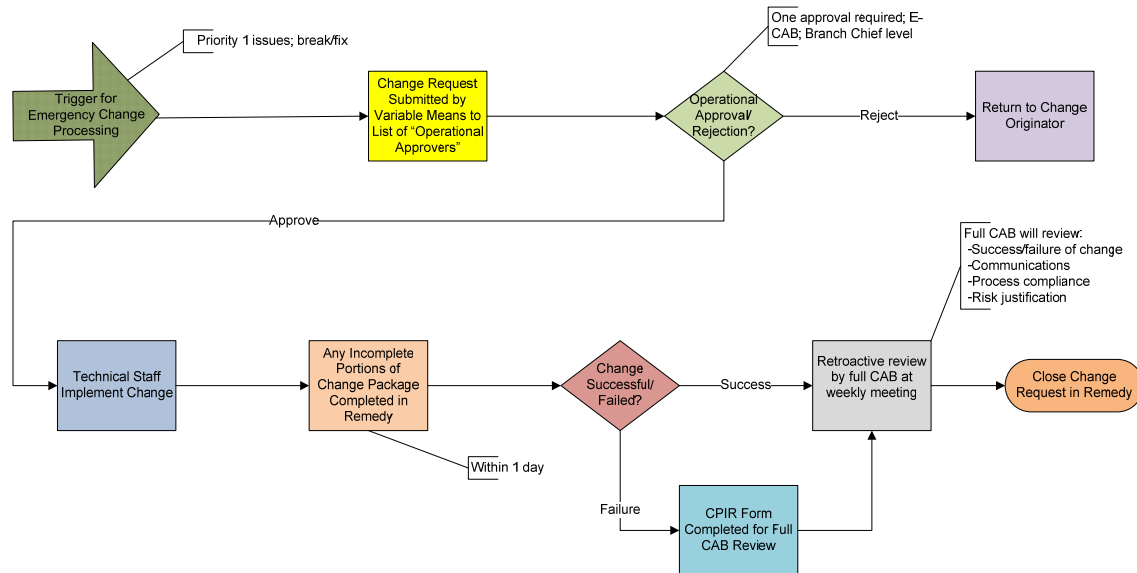 Priority 1 issues; break/fix
One approval required; E-
CAB; Branch Chief level
Trigger for
Emergency Change
Processing
Change Request
Submitted by
Variable Means to
List of “Operational
Approvers”
Operational
Approval/
Rejection?
Reject
Return to Change
Originator
Approve
Full CAB will review:
-Success/failure of change
-Communications
-Process compliance
-Risk justification
Technical Staff
Implement Change
Any Incomplete
Portions of
Change Package
Completed in
Remedy
Within 1 day
Change
Successful/
Failed?
Success
Retroactive review
by full CAB at
weekly meeting
Close Change
Request in Remedy
Failure
CPIR Form
Completed for Full
CAB Review